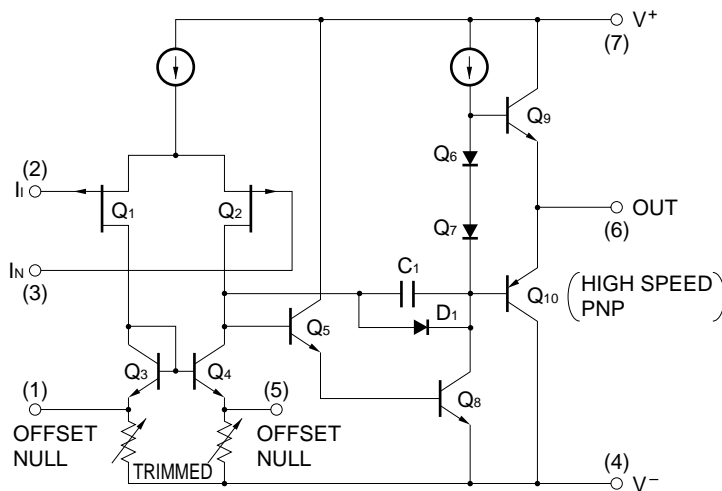 V+
(7)
Q9
Q6
(2)
II
Q1
Q2
Q7
OUT
(6)
IN
(3)
C1
Q10
(HIGH SPEED
PNP)
D1
Q5
Q3
Q4
(1)
(5)
Q8
OFFSET
NULL
TRIMMED
OFFSET
NULL
(4)
V−